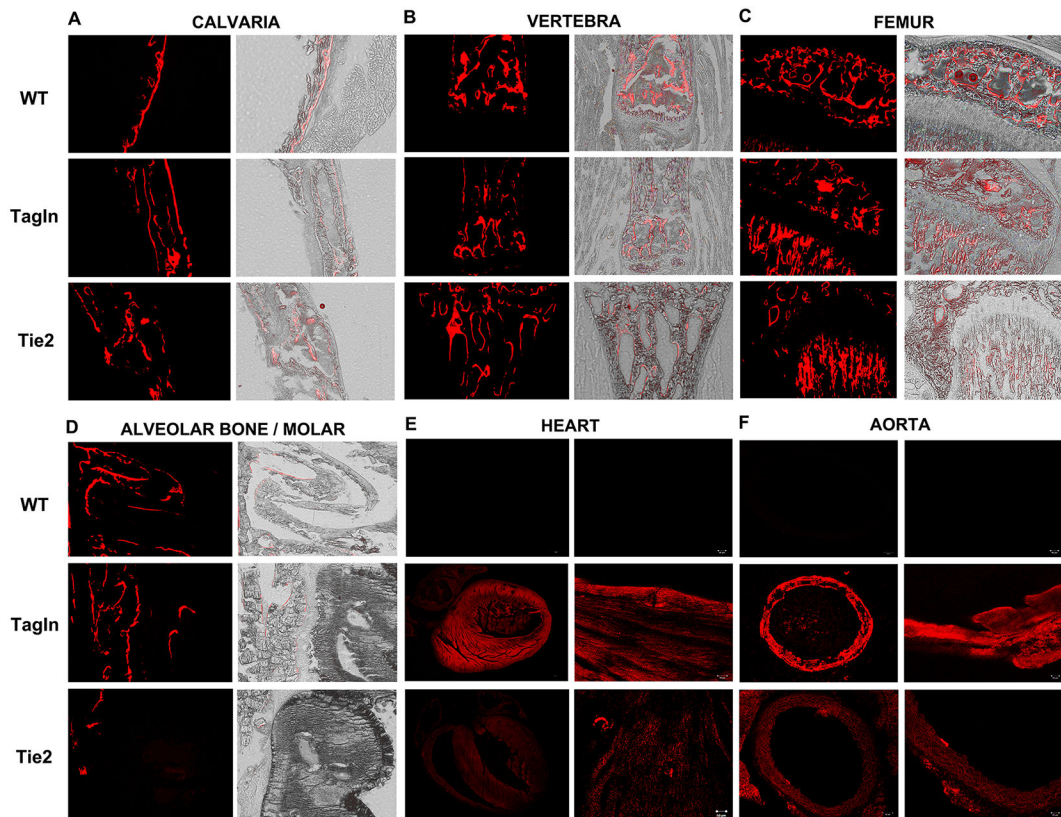 A CALVARIA
B VERTEBRA
C FEMUR
WT
Tagln
Tie2
D ALVEOLAR BONE / MOLAR
E HEART
F AORTA
WT
Tagln
Tie2